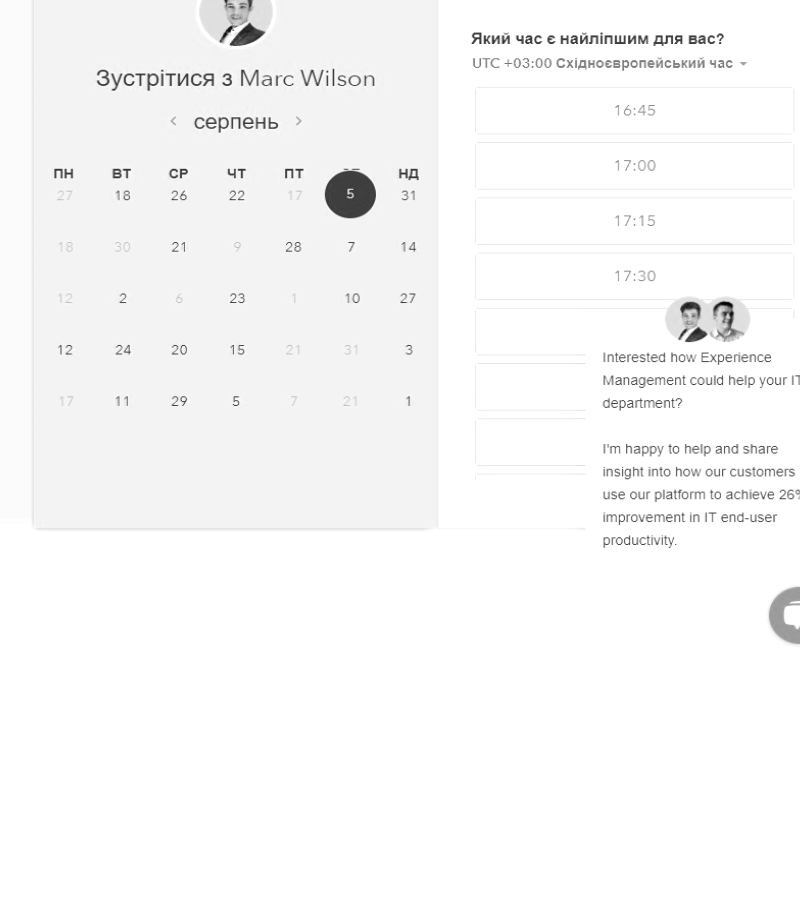 Зустрітися з Marc Wilson
серпень
ПН ВТ СР ЧТ ПТ НД
27 18 26 22 17 5 31
18 30 21 9 28 7 14
12 2 6 23 1 10 27
12 24 20 15 21 31 3
17 11 29 5 7 21 1
Який час є найліпшим для вас?
UTC +03:00 Східноєвропейський час
16:45
17:00
17:15
17:30
Interested how Experience
Management could help your IT
department?
I'm happy to help and share
insight into how our customers
use our platform to achieve 26%
improvement in IT end-user
productivity.